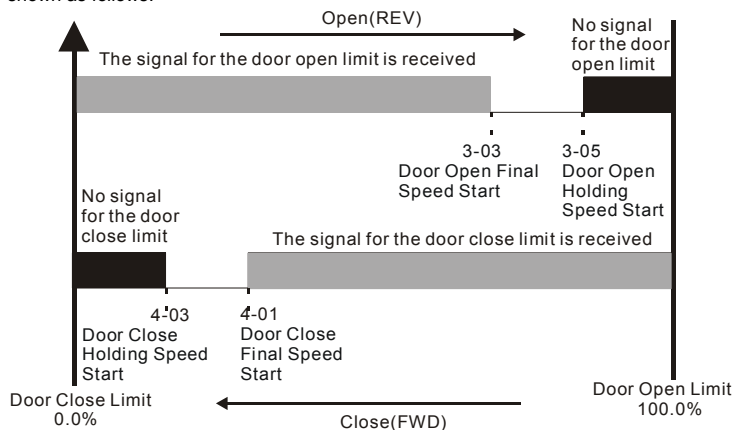 Open(REV)
No signal
for the door
open limit
The signal for the door open limit is received
3-03
Door Open Final
Speed Start
3-05
Door Open
Holding
Speed Start
No signal
for the door
close limit
The signal for the door close limit is received
4-03
Door Close
Holding Speed
Start
4-01
Door Close
Final Speed
Start
Door Close Limit
0.0%
Close(FWD)
Door Open Limit
100.0%